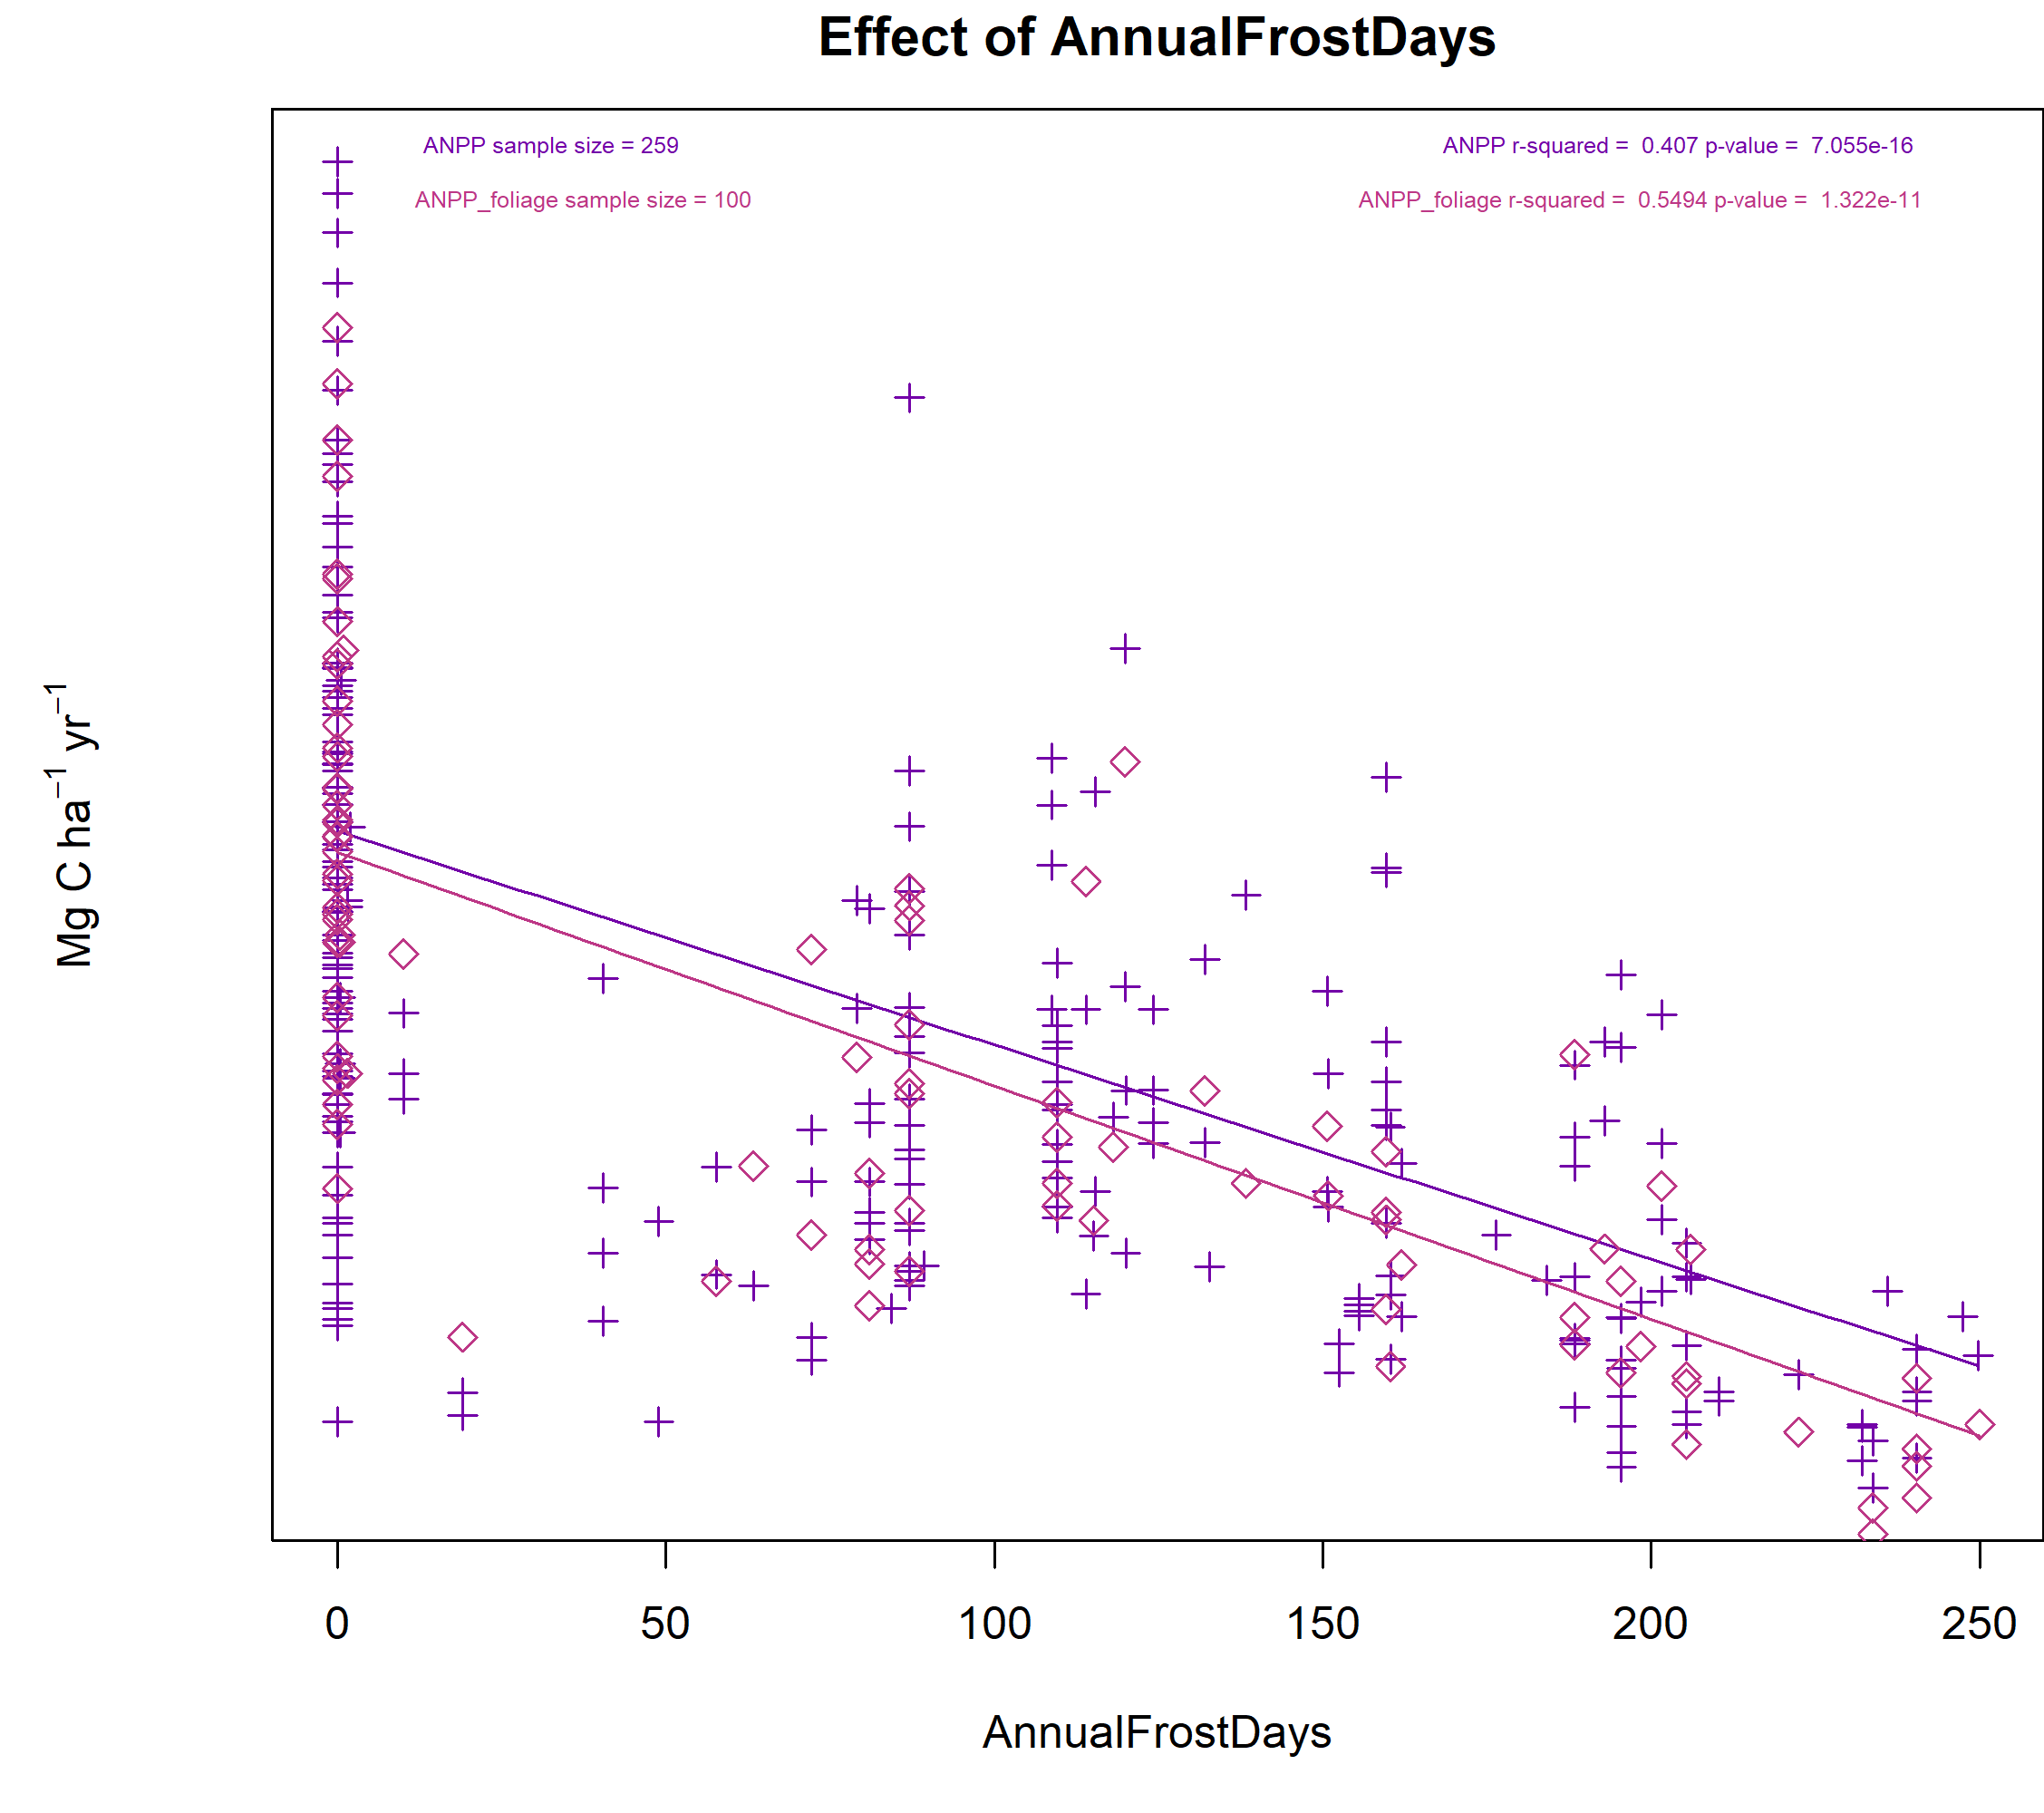 Effect of AnnualFrostDays
ANPP sample size = 259
ANPP r-squared =  0.407 p-value =  7.055e-16
ANPP_foliage sample size = 100
ANPP_foliage r-squared =  0.5494 p-value =  1.322e-11
Mg C ha⁻¹ yr⁻¹
0 50 100 150 200 250
AnnualFrostDays